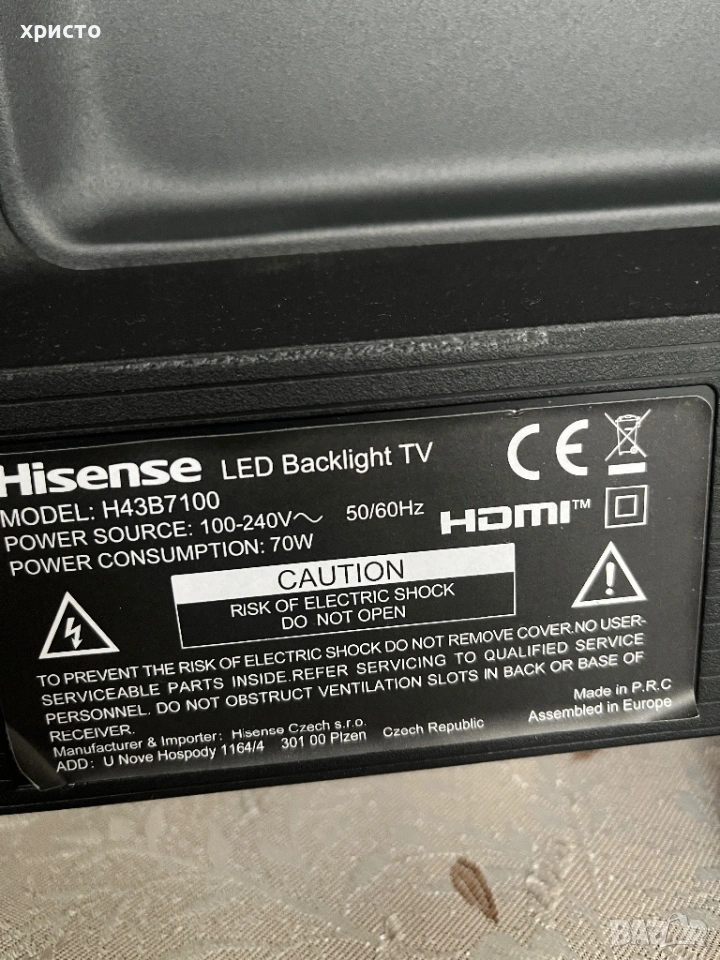 христо
Hisense LED Backlight TV
MODEL: H43B7100
POWER SOURCE: 100-240V～ 50/60Hz
POWER CONSUMPTION: 70W
CE
HDMI™
CAUTION
RISK OF ELECTRIC SHOCK
DO NOT OPEN
TO PREVENT THE RISK OF ELECTRIC SHOCK DO NOT REMOVE COVER.NO USER-
SERVICEABLE PARTS INSIDE.REFER SERVICING TO QUALIFIED SERVICE
PERSONNEL. DO NOT OBSTRUCT VENTILATION SLOTS IN BACK OR BASE OF
RECEIVER.
Manufacturer & Importer: Hisense Czech s.r.o.
ADD: U Nove Hospody 1164/4 301 00 Plzen Czech Republic
Made in P.R.C
Assembled in Europe